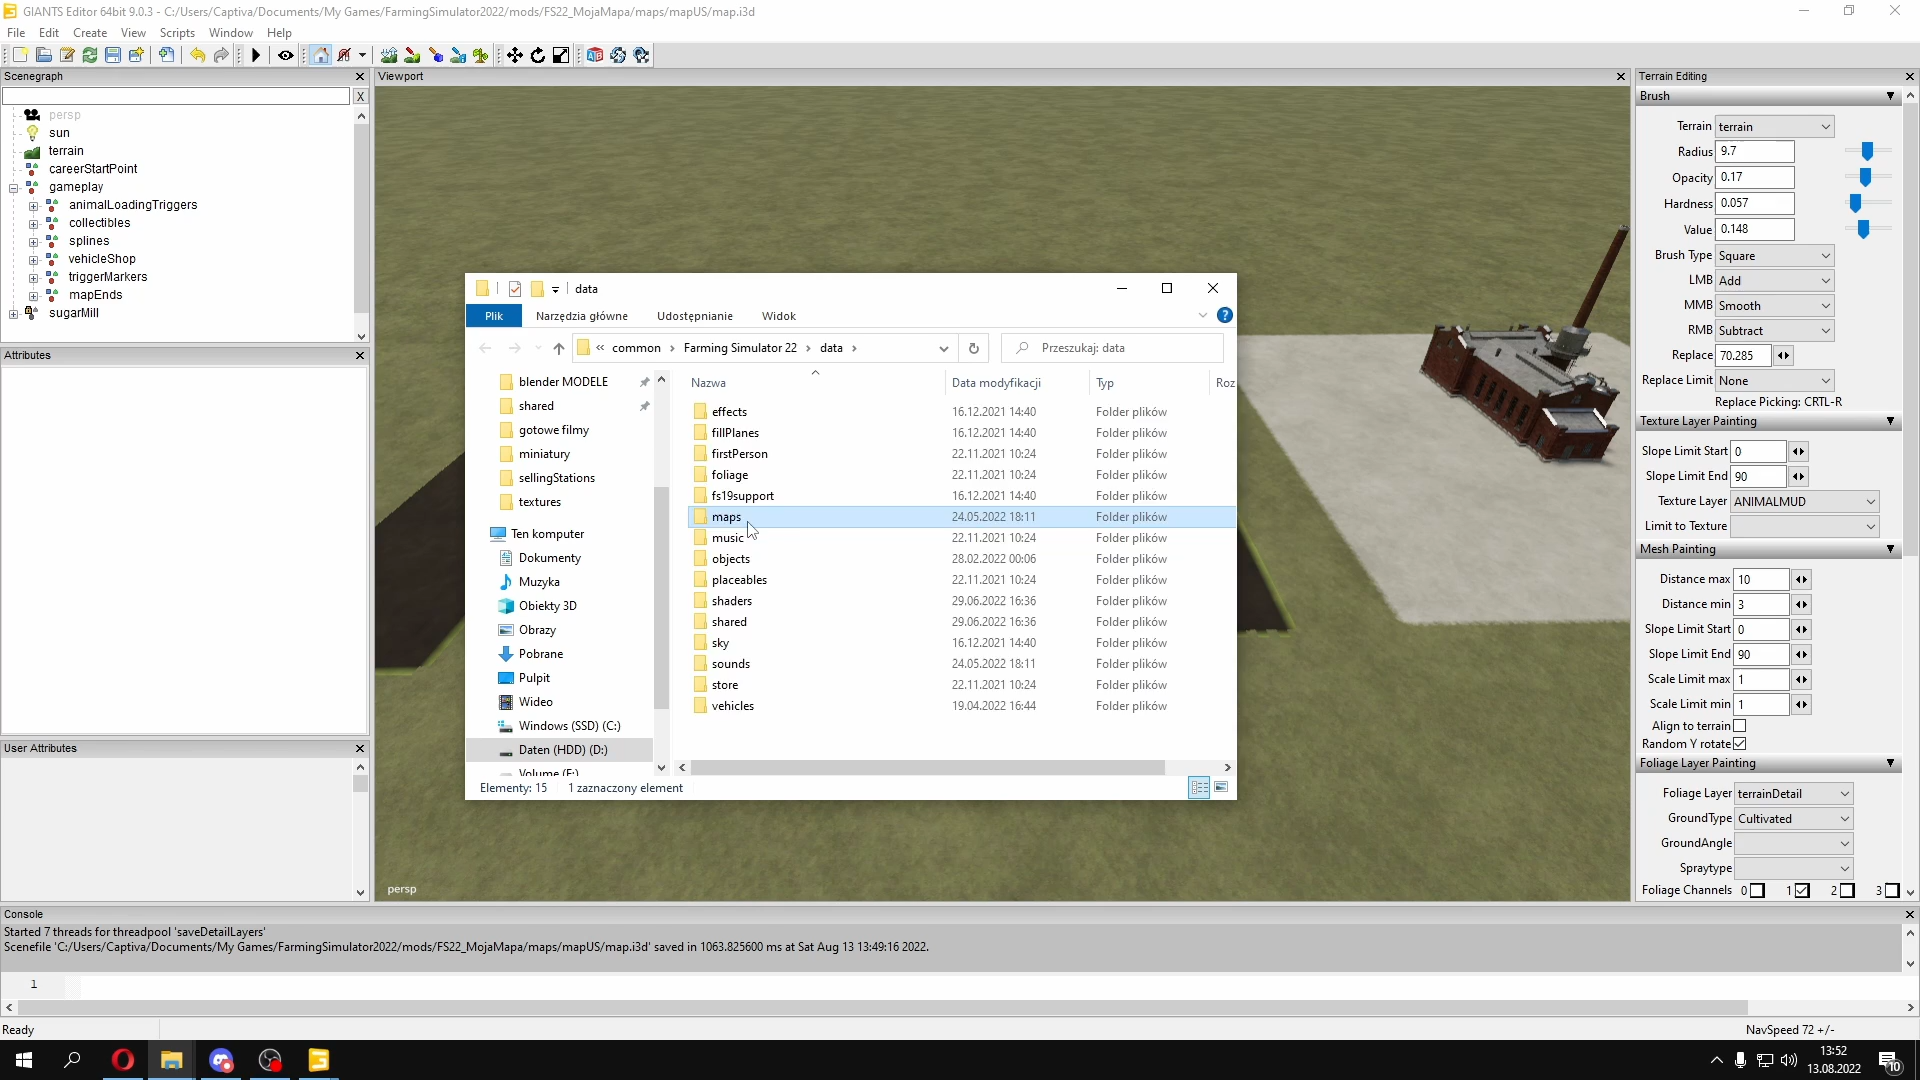 GIANTS Editor 64bit 9.0.3 - C:/Users/Captiva/Documents/My Games/FarmingSimulator2022/mods/FS22_MojaMapa/maps/mapUS/map.i3d
File Edit Create View Scripts Window Help
Scenegraph
X
persp
sun
terrain
careerStartPoint
gameplay
animalLoadingTriggers
collectibles
splines
vehicleShop
triggerMarkers
mapEnds
sugarMill
Attributes
User Attributes
Viewport
persp
data
Plik Narzędzia główne Udostępnianie Widok
« common › Farming Simulator 22 › data ›
Przeszukaj: data
blender MODELE
shared
gotowe filmy
miniatury
sellingStations
textures
Ten komputer
Dokumenty
Muzyka
Obiekty 3D
Obrazy
Pobrane
Pulpit
Wideo
Windows (SSD) (C:)
Daten (HDD) (D:)
Volume (E:)
Nazwa Data modyfikacji Typ Roz
effects 16.12.2021 14:40 Folder plików
fillPlanes 16.12.2021 14:40 Folder plików
firstPerson 22.11.2021 10:24 Folder plików
foliage 22.11.2021 10:24 Folder plików
fs19support 16.12.2021 14:40 Folder plików
maps 24.05.2022 18:11 Folder plików
music 22.11.2021 10:24 Folder plików
objects 28.02.2022 00:06 Folder plików
placeables 22.11.2021 10:24 Folder plików
shaders 29.06.2022 16:36 Folder plików
shared 29.06.2022 16:36 Folder plików
sky 16.12.2021 14:40 Folder plików
sounds 24.05.2022 18:11 Folder plików
store 22.11.2021 10:24 Folder plików
vehicles 19.04.2022 16:44 Folder plików
Elementy: 15 1 zaznaczony element
Terrain Editing
Brush
Terrain terrain
Radius 9.7
Opacity 0.17
Hardness 0.057
Value 0.148
Brush Type Square
LMB Add
MMB Smooth
RMB Subtract
Replace 70.285
Replace Limit None
Replace Picking: CRTL-R
Texture Layer Painting
Slope Limit Start 0
Slope Limit End 90
Texture Layer ANIMALMUD
Limit to Texture
Mesh Painting
Distance max 10
Distance min 3
Slope Limit Start 0
Slope Limit End 90
Scale Limit max 1
Scale Limit min 1
Align to terrain
Random Y rotate
Foliage Layer Painting
Foliage Layer terrainDetail
GroundType Cultivated
GroundAngle
Spraytype
Foliage Channels 0 1 2 3
Console
Started 7 threads for threadpool 'saveDetailLayers'
Scenefile 'C:/Users/Captiva/Documents/My Games/FarmingSimulator2022/mods/FS22_MojaMapa/maps/mapUS/map.i3d' saved in 1063.825600 ms at Sat Aug 13 13:49:16 2022.
1
Ready NavSpeed 72 +/-
13:52
13.08.2022
10